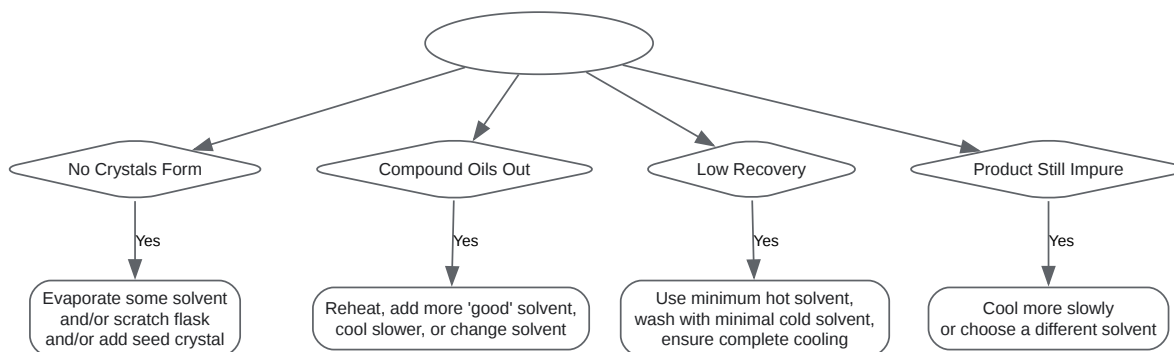 No Crystals Form
Compound Oils Out
Low Recovery
Product Still Impure
Yes
Yes
Yes
Yes
Evaporate some solvent
and/or scratch flask
and/or add seed crystal
Reheat, add more 'good' solvent,
cool slower, or change solvent
Use minimum hot solvent,
wash with minimal cold solvent,
ensure complete cooling
Cool more slowly
or choose a different solvent